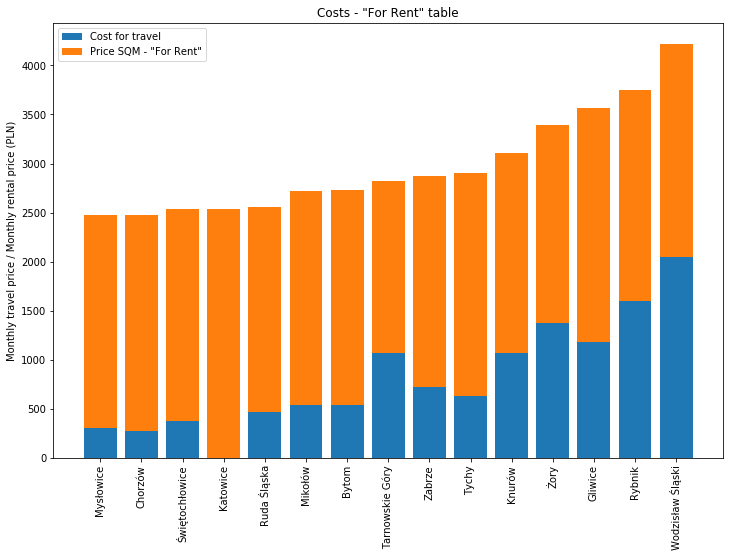 Costs - "For Rent" table
Cost for travel
Price SQM - "For Rent"
Monthly travel price / Monthly rental price (PLN)
4000
3500
3000
2500
2000
1500
1000
500
0
Mysłowice
Chorzów
Świętochłowice
Katowice
Ruda Śląska
Mikołów
Bytom
Tarnowskie Góry
Zabrze
Tychy
Knurów
Żory
Gliwice
Rybnik
Wodzisław Śląski